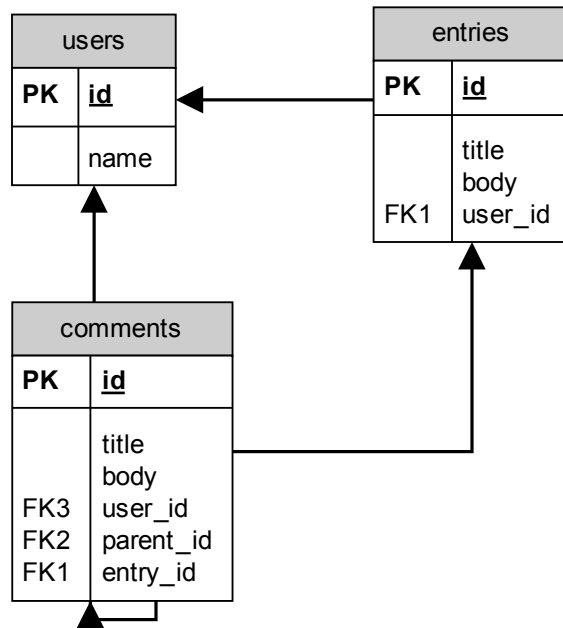 users
PK id
name
entries
PK id
title
body
FK1 user_id
comments
PK id
title
body
FK3 user_id
FK2 parent_id
FK1 entry_id